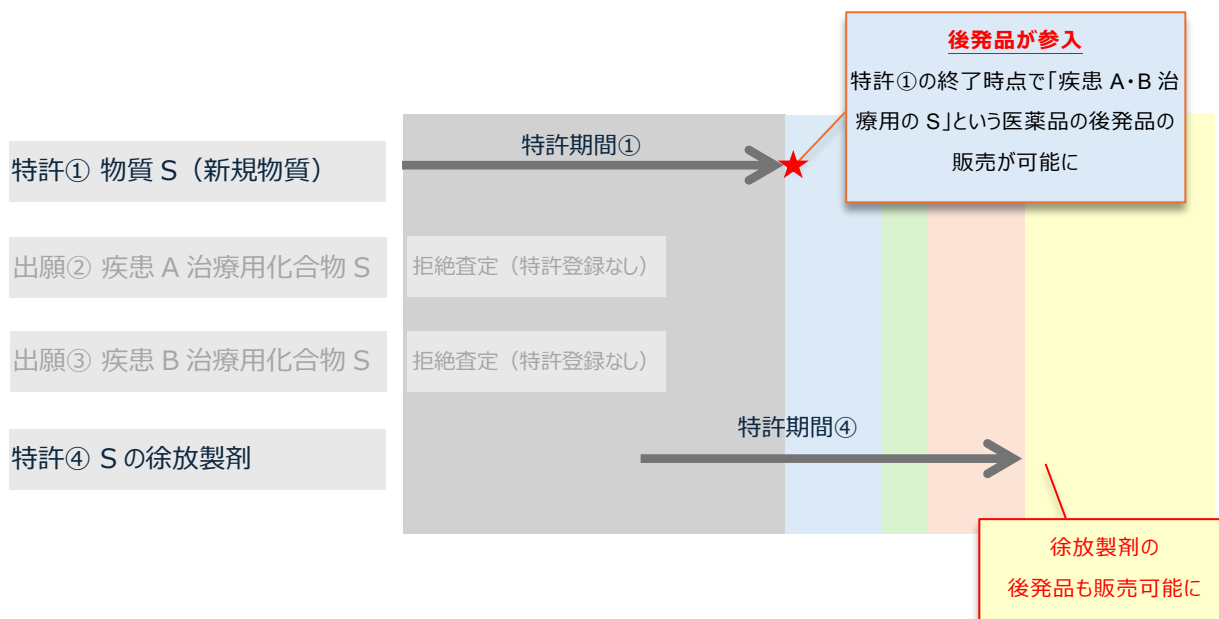 後発品が参入
特許①の終了時点で「疾患 A・B 治
療用の S」という医薬品の後発品の
販売が可能に
特許① 物質 S（新規物質）
特許期間①
出願② 疾患 A 治療用化合物 S
拒絶査定（特許登録なし）
出願③ 疾患 B 治療用化合物 S
拒絶査定（特許登録なし）
特許④ S の徐放製剤
特許期間④
徐放製剤の
後発品も販売可能に